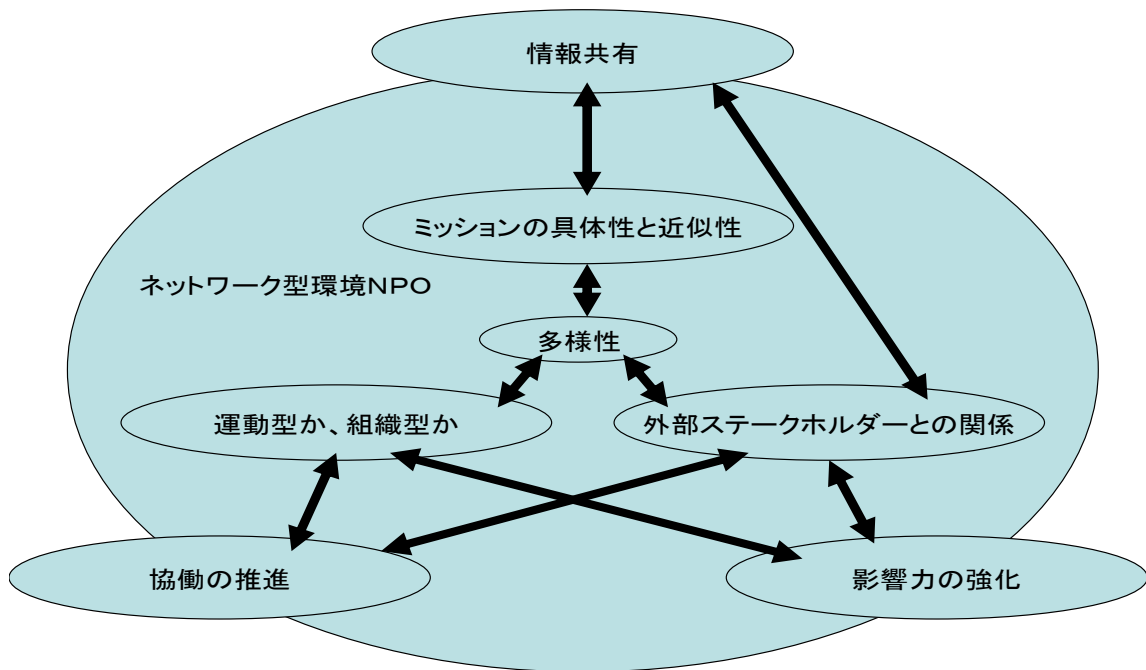 情報共有
ミッションの具体性と近似性
ネットワーク型環境NPO
多様性
運動型か、組織型か
外部ステークホルダーとの関係
協働の推進
影響力の強化